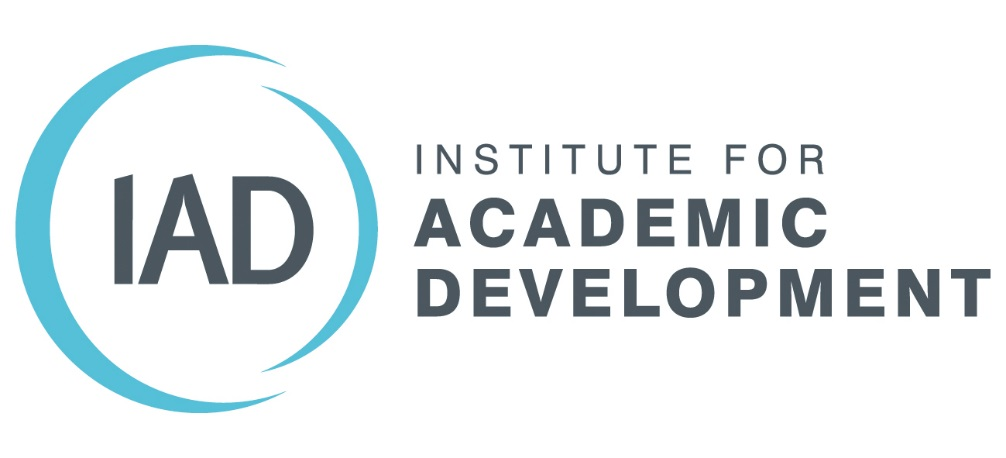 IAD
INSTITUTE FOR
ACADEMIC
DEVELOPMENT